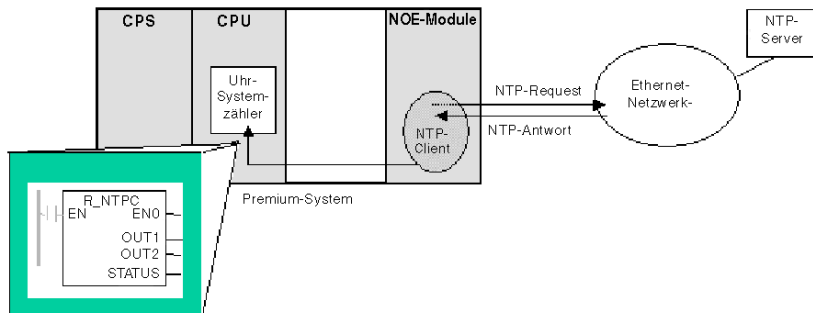 CPS
CPU
NOE-Module
NTP-
Server
Uhr-
System-
zähler
NTP-Request
NTP-Antwort
NTP-
Client
Ethernet-
Netzwerk-
Premium-System
R_NTPC
EN
EN0
OUT1
OUT2
STATUS